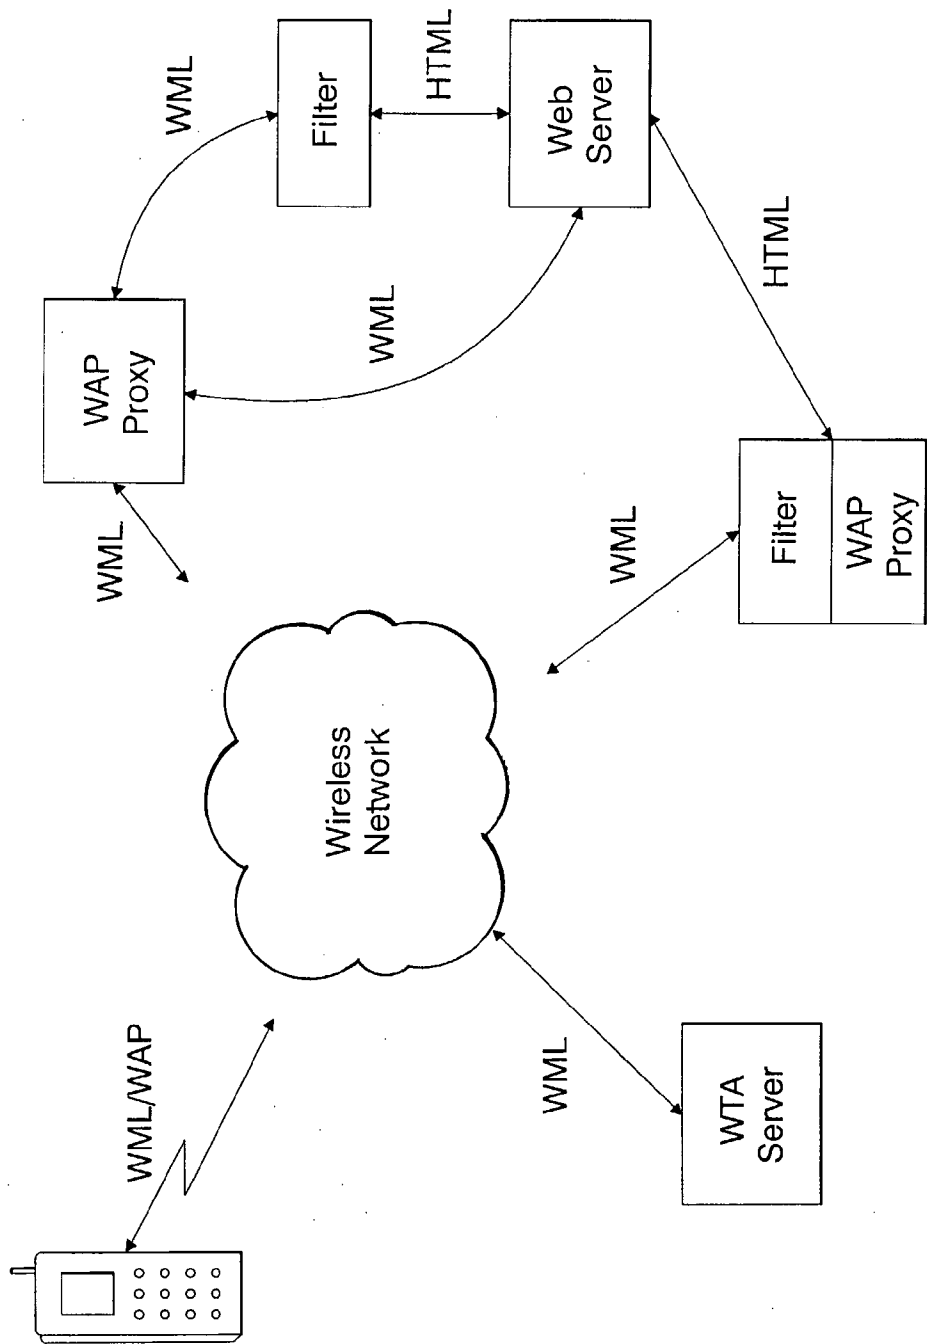 WML/WAP
Wireless
Network
WML
WTA
Server
WML
WAP
Proxy
WML
WML
Filter
HTML
Web
Server
WML
Filter
WAP
Proxy
HTML